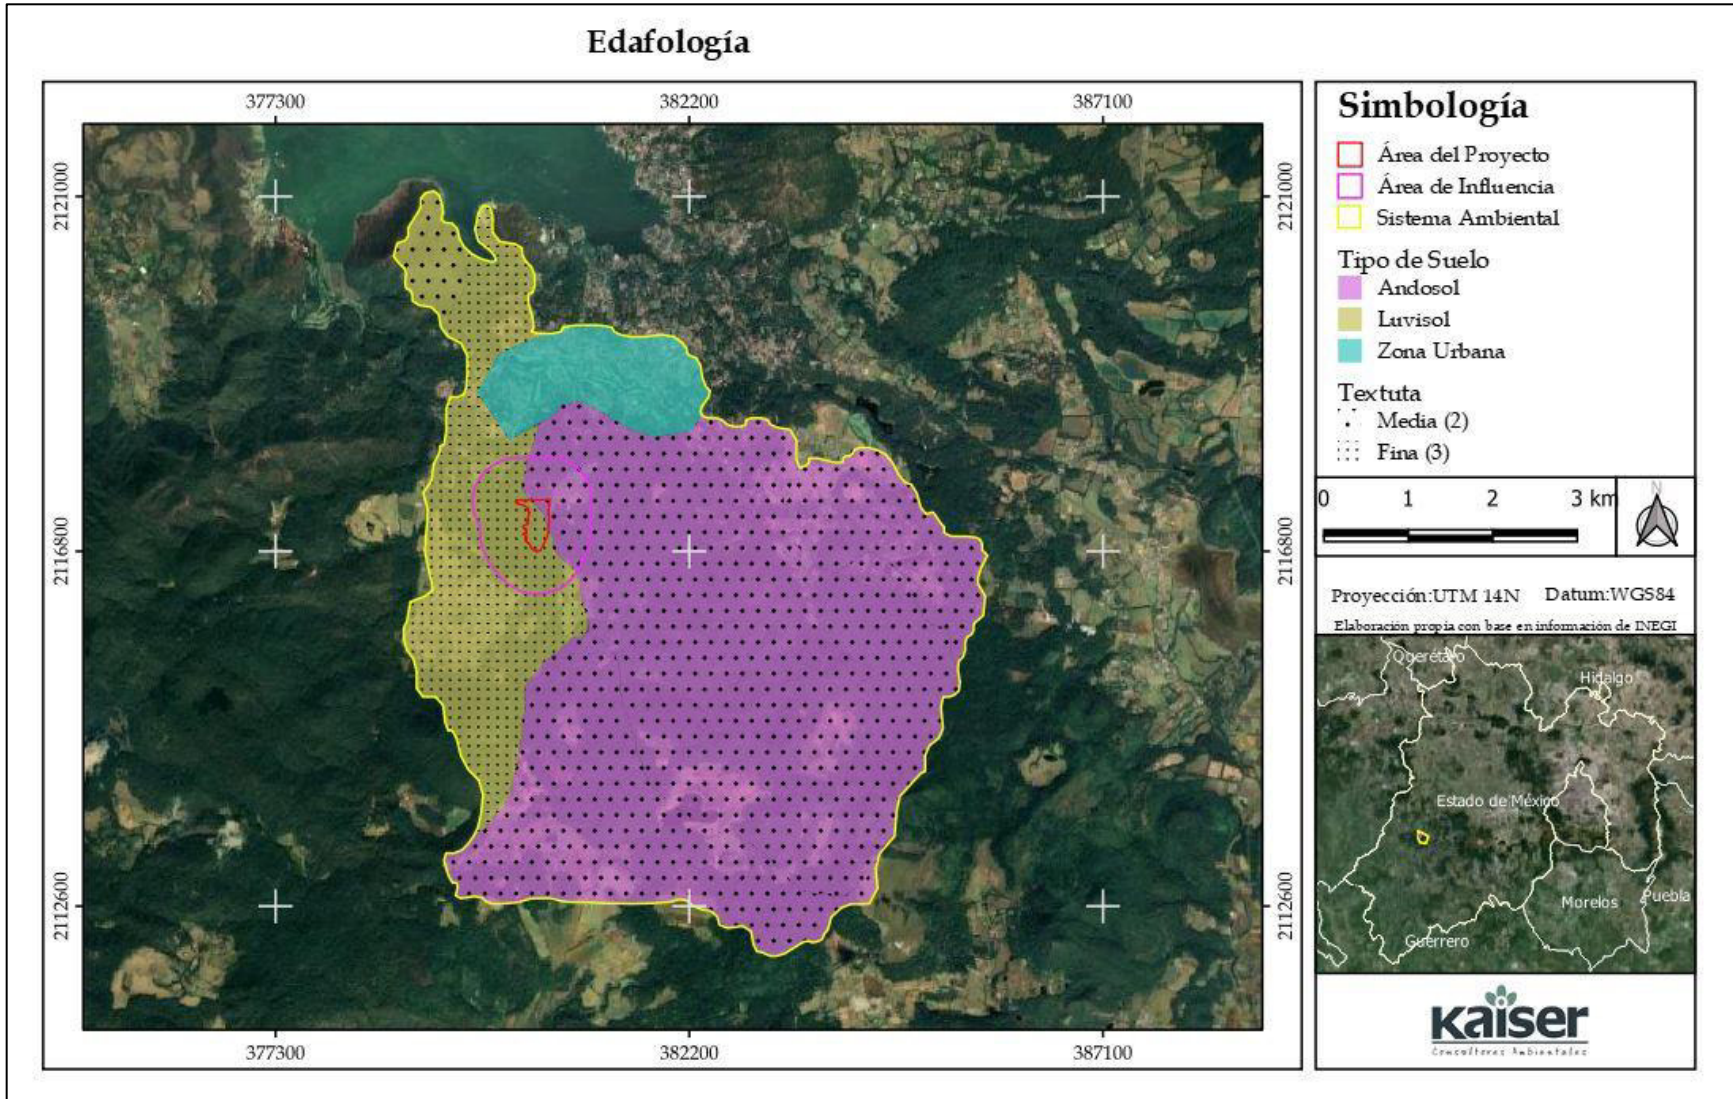 Edafología
377300
382200
387100
2121000
2121000
2116800
2116800
2112600
2112600
377300
382200
387100
Simbología
Área del Proyecto
Área de Influencia
Sistema Ambiental
Tipo de Suelo
Andosol
Luvisol
Zona Urbana
Textuta
Media (2)
Fina (3)
0 1 2 3 km
N
Proyección:UTM 14N Datum:WGS84
Elaboración propia con base en información de INEGI
Querétaro
Hidalgo
Estado de México
Morelos
Puebla
Guerrero
Kaiser
Consultores Ambientales